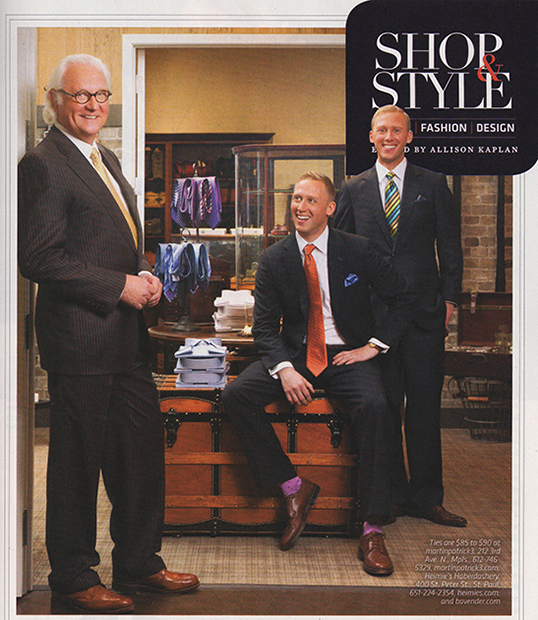 SHOP
&
STYLE
| FASHION | DESIGN
BY ALLISON KAPLAN
Ties are $85 to $90 at
martinpatrick3, 212 3rd
Ave. N., Mpls., 612-746-
5329, martinpatrick3.com;
Heimie's Haberdashery,
400 St. Peter St., St. Paul,
651-224-2354, heimies.com;
and bovender.com